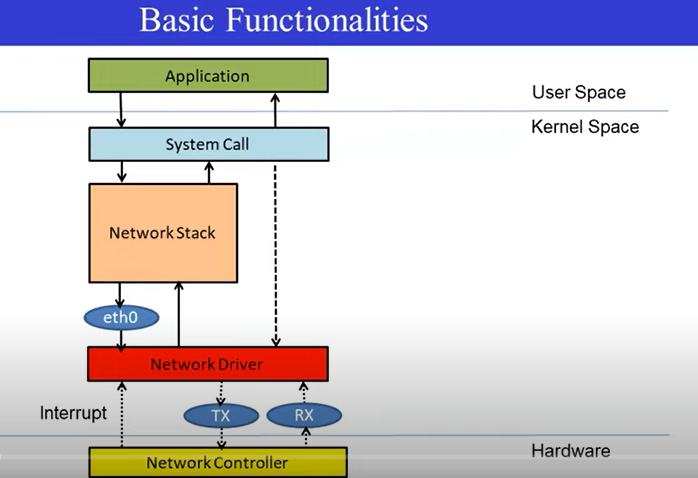 Basic Functionalities
Application
User Space
Kernel Space
System Call
Network Stack
eth0
Network Driver
Interrupt
TX
RX
Hardware
Network Controller